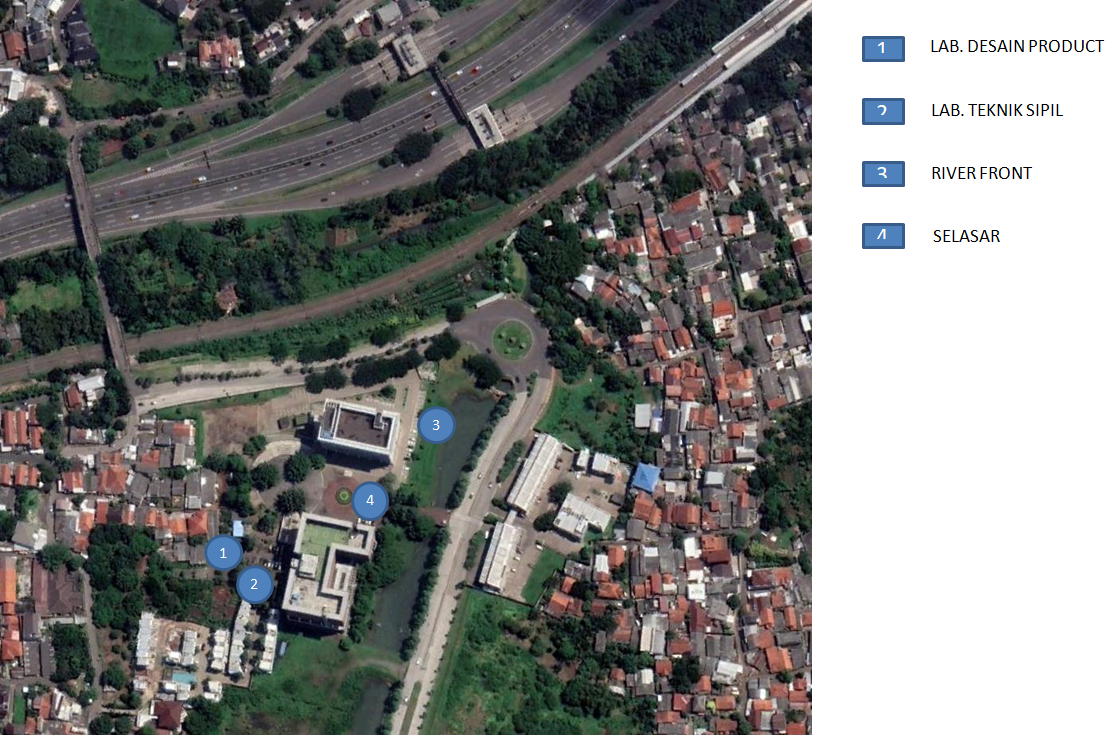 1 LAB. DESAIN PRODUCT
2 LAB. TEKNIK SIPIL
3 RIVER FRONT
4 SELASAR
3
4
1
2